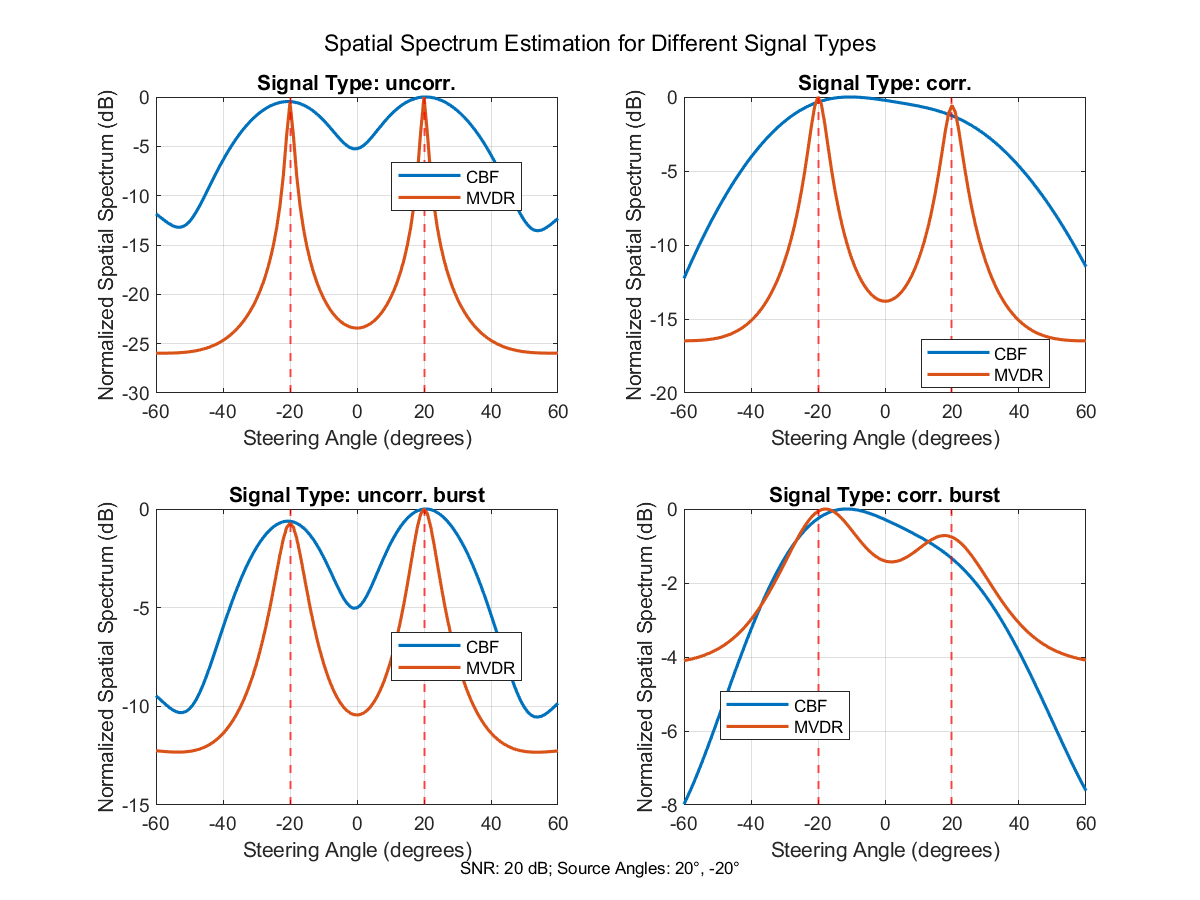 Spatial Spectrum Estimation for Different Signal Types
Signal Type: uncorr.
Normalized Spatial Spectrum (dB)
0
-5
-10
-15
-20
-25
-30
CBF
MVDR
-60 -40 -20 0 20 40 60
Steering Angle (degrees)
Signal Type: corr.
Normalized Spatial Spectrum (dB)
0
-5
-10
-15
-20
CBF
MVDR
-60 -40 -20 0 20 40 60
Steering Angle (degrees)
Signal Type: uncorr. burst
Normalized Spatial Spectrum (dB)
0
-5
-10
-15
CBF
MVDR
-60 -40 -20 0 20 40 60
Steering Angle (degrees)
Signal Type: corr. burst
Normalized Spatial Spectrum (dB)
0
-2
-4
-6
-8
CBF
MVDR
-60 -40 -20 0 20 40 60
Steering Angle (degrees)
SNR: 20 dB; Source Angles: 20°, -20°